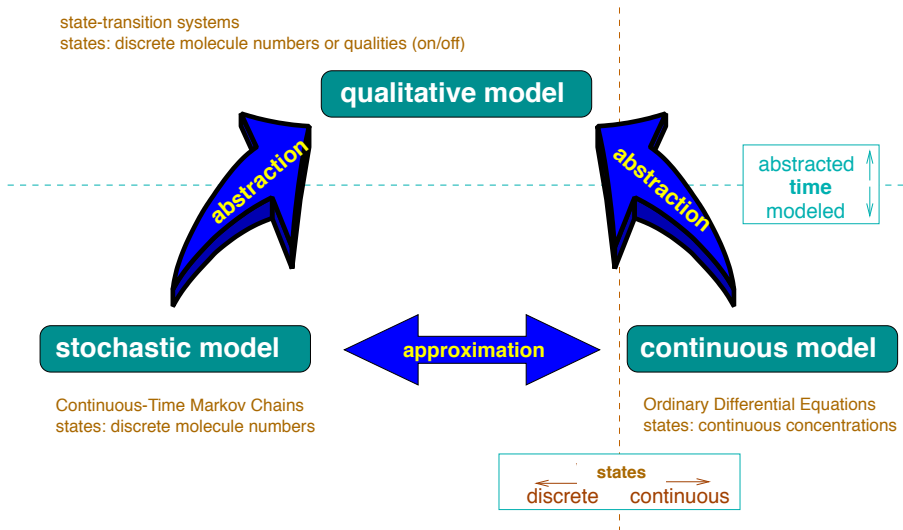 state-transition systems
states: discrete molecule numbers or qualities (on/off)
qualitative model
abstraction
abstraction
abstracted
time
modeled
stochastic model
approximation
continuous model
Continuous-Time Markov Chains
states: discrete molecule numbers
Ordinary Differential Equations
states: continuous concentrations
states
discrete continuous